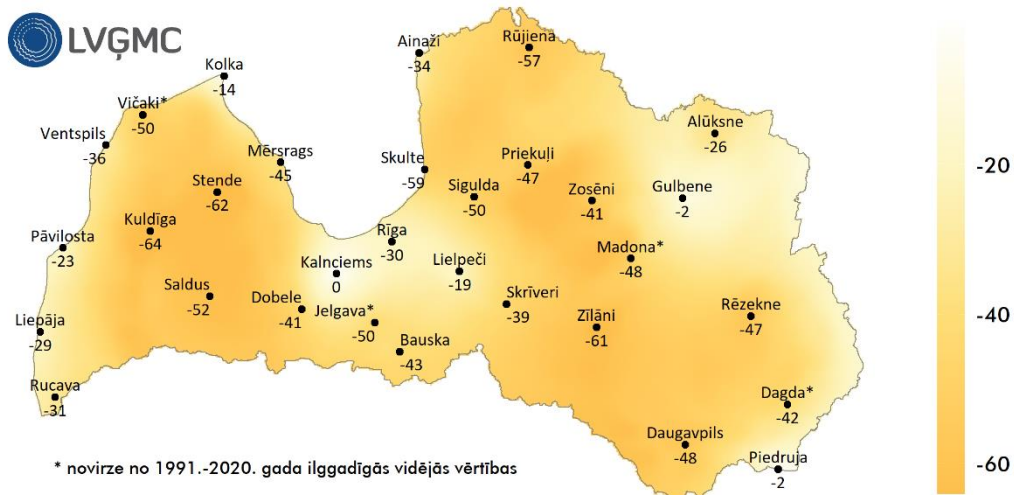 LVĢMC
Kolka
-14
Ainaži
-34
Rūjiena
-57
Vičaki*
-50
Ventspils
-36
Mērsrags
-45
Skulte
-59
Priekuļi
-47
Alūksne
-26
Stende
-62
Sigulda
-50
Zosēni
-41
Gulbene
-2
Kuldīga
-64
Pāvilosta
-23
Rīga
-30
Madona*
-48
Kalnciems
0
Lielpeči
-19
Saldus
-52
Dobele
-41
Jelgava*
-50
Skrīveri
-39
Zīlāni
-61
Rēzekne
-47
Liepāja
-29
Bauska
-43
Rucava
-31
Dagda*
-42
Daugavpils
-48
Piedruja
-2
* novirze no 1991.-2020. gada ilggadīgās vidējās vērtības
-20
-40
-60